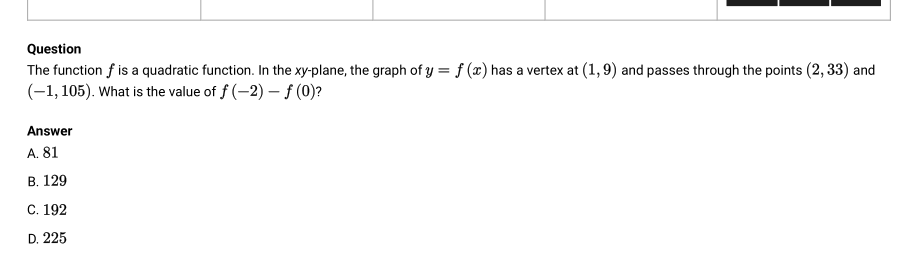 Question
The function f is a quadratic function. In the xy-plane, the graph of y = f (x) has a vertex at (1, 9) and passes through the points (2, 33) and
(−1, 105). What is the value of f (−2) − f (0)?
Answer
A. 81
B. 129
C. 192
D. 225